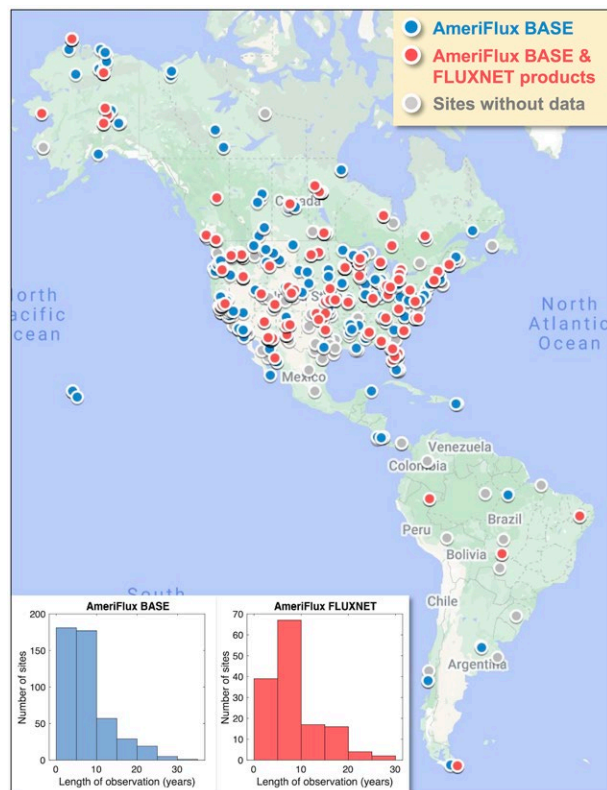 AmeriFlux BASE
AmeriFlux BASE &
FLUXNET products
Sites without data
Canada
North
Atlantic
Ocean
Ocean
Mexico
Venezuela
Colombia
Brazil
Peru
Bolivia
Chile
Argentina
AmeriFlux BASE
200
150
100
50
0
Number of sites
0 10 20 30
Length of observation (years)
AmeriFlux FLUXNET
70
60
50
40
30
20
10
0
Number of sites
0 10 20 30
Length of observation (years)